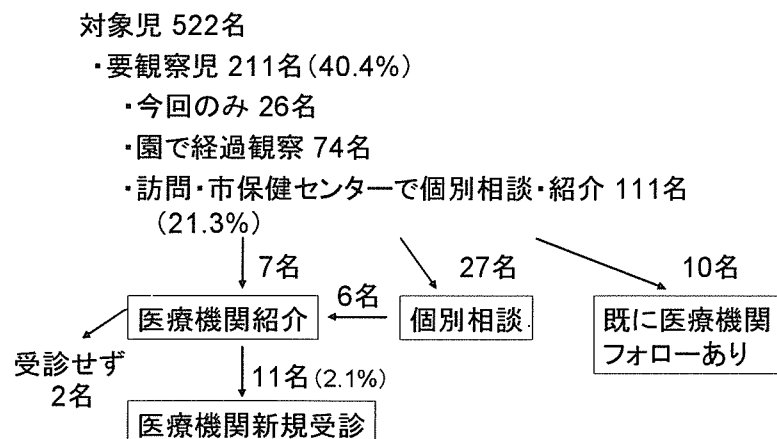 対象児 522名
・要観察児 211名(40.4%)
・今回のみ 26名
・園で経過観察 74名
・訪問・市保健センターで個別相談・紹介 111名
(21.3%)
7名
27名
10名
医療機関紹介
6名
個別相談
既に医療機関
フォローあり
受診せず
2名
11名(2.1%)
医療機関新規受診